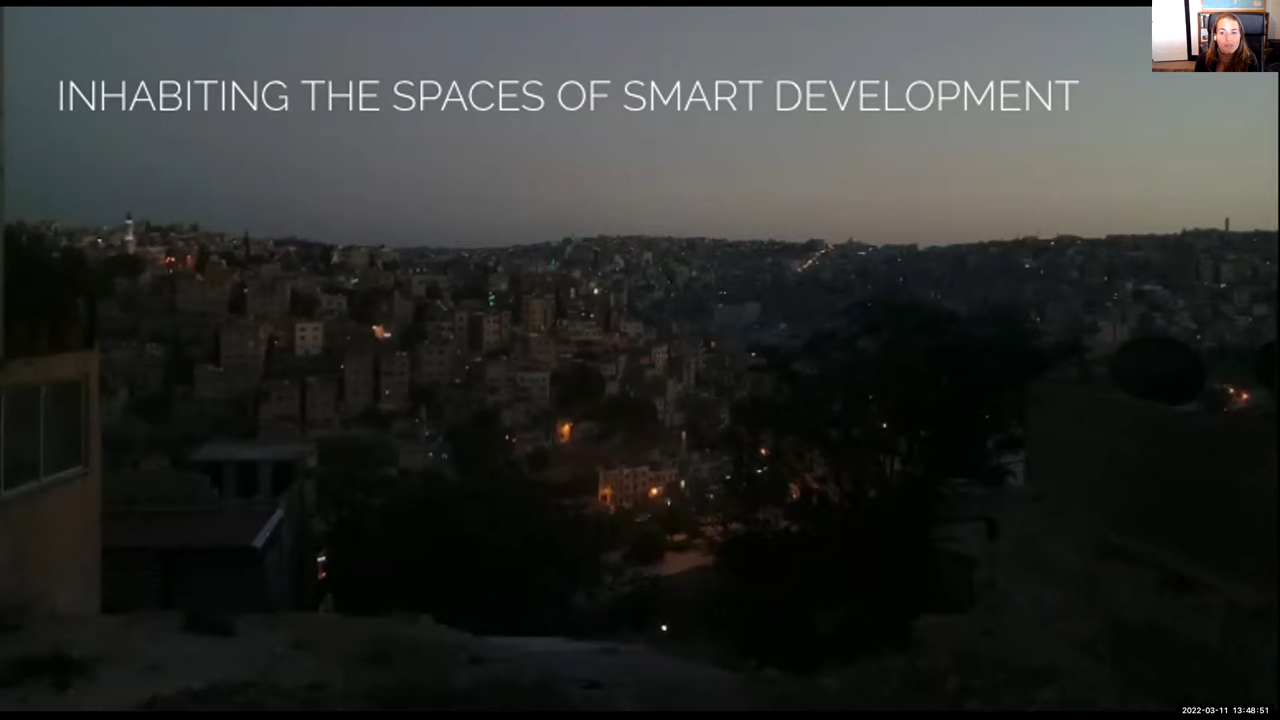 INHABITING THE SPACES OF SMART DEVELOPMENT
2022-03-11 13:48:51